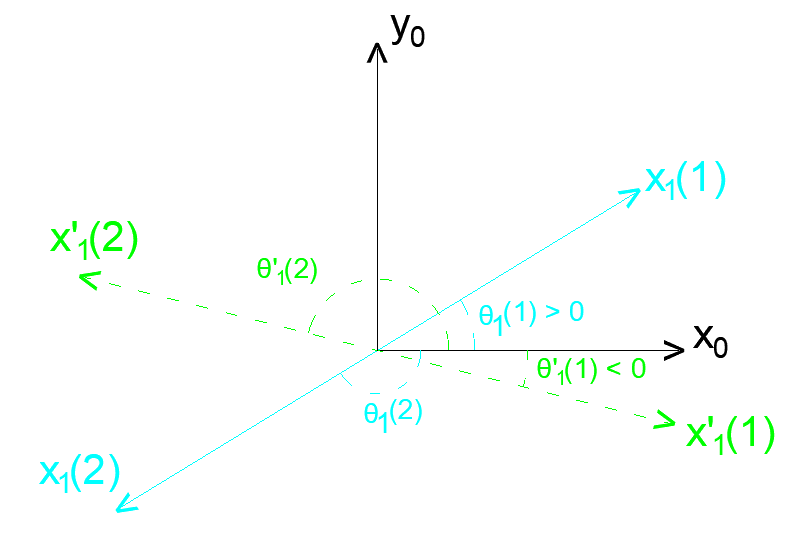 y₀
x₁(1)
x'₁(2)
θ'₁(2)
θ₁(1) > 0
x₀
θ'₁(1) < 0
θ₁(2)
x'₁(1)
x₁(2)